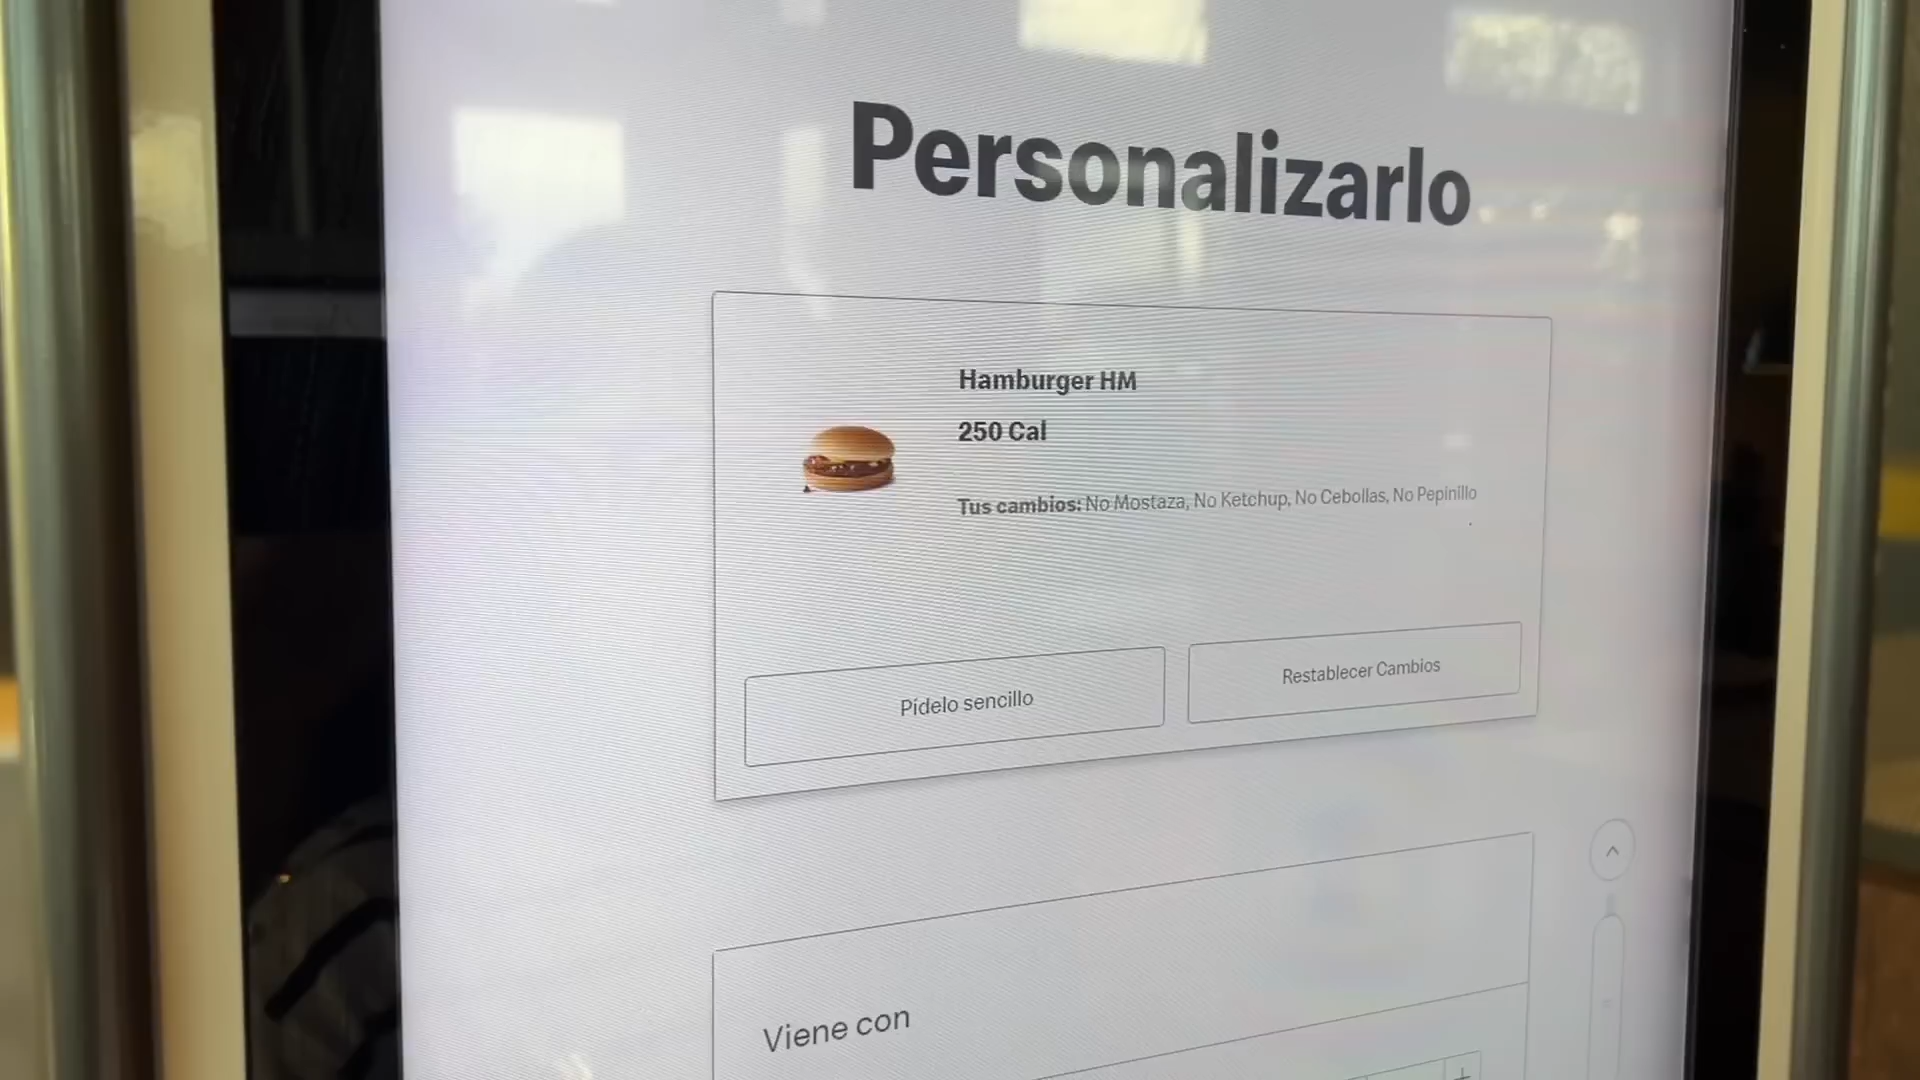 Personalizarlo
Hamburger HM
250 Cal
Tus cambios: No Mostaza, No Ketchup, No Cebollas, No Pepinillo
Pídelo sencillo
Restablecer Cambios
Viene con
+